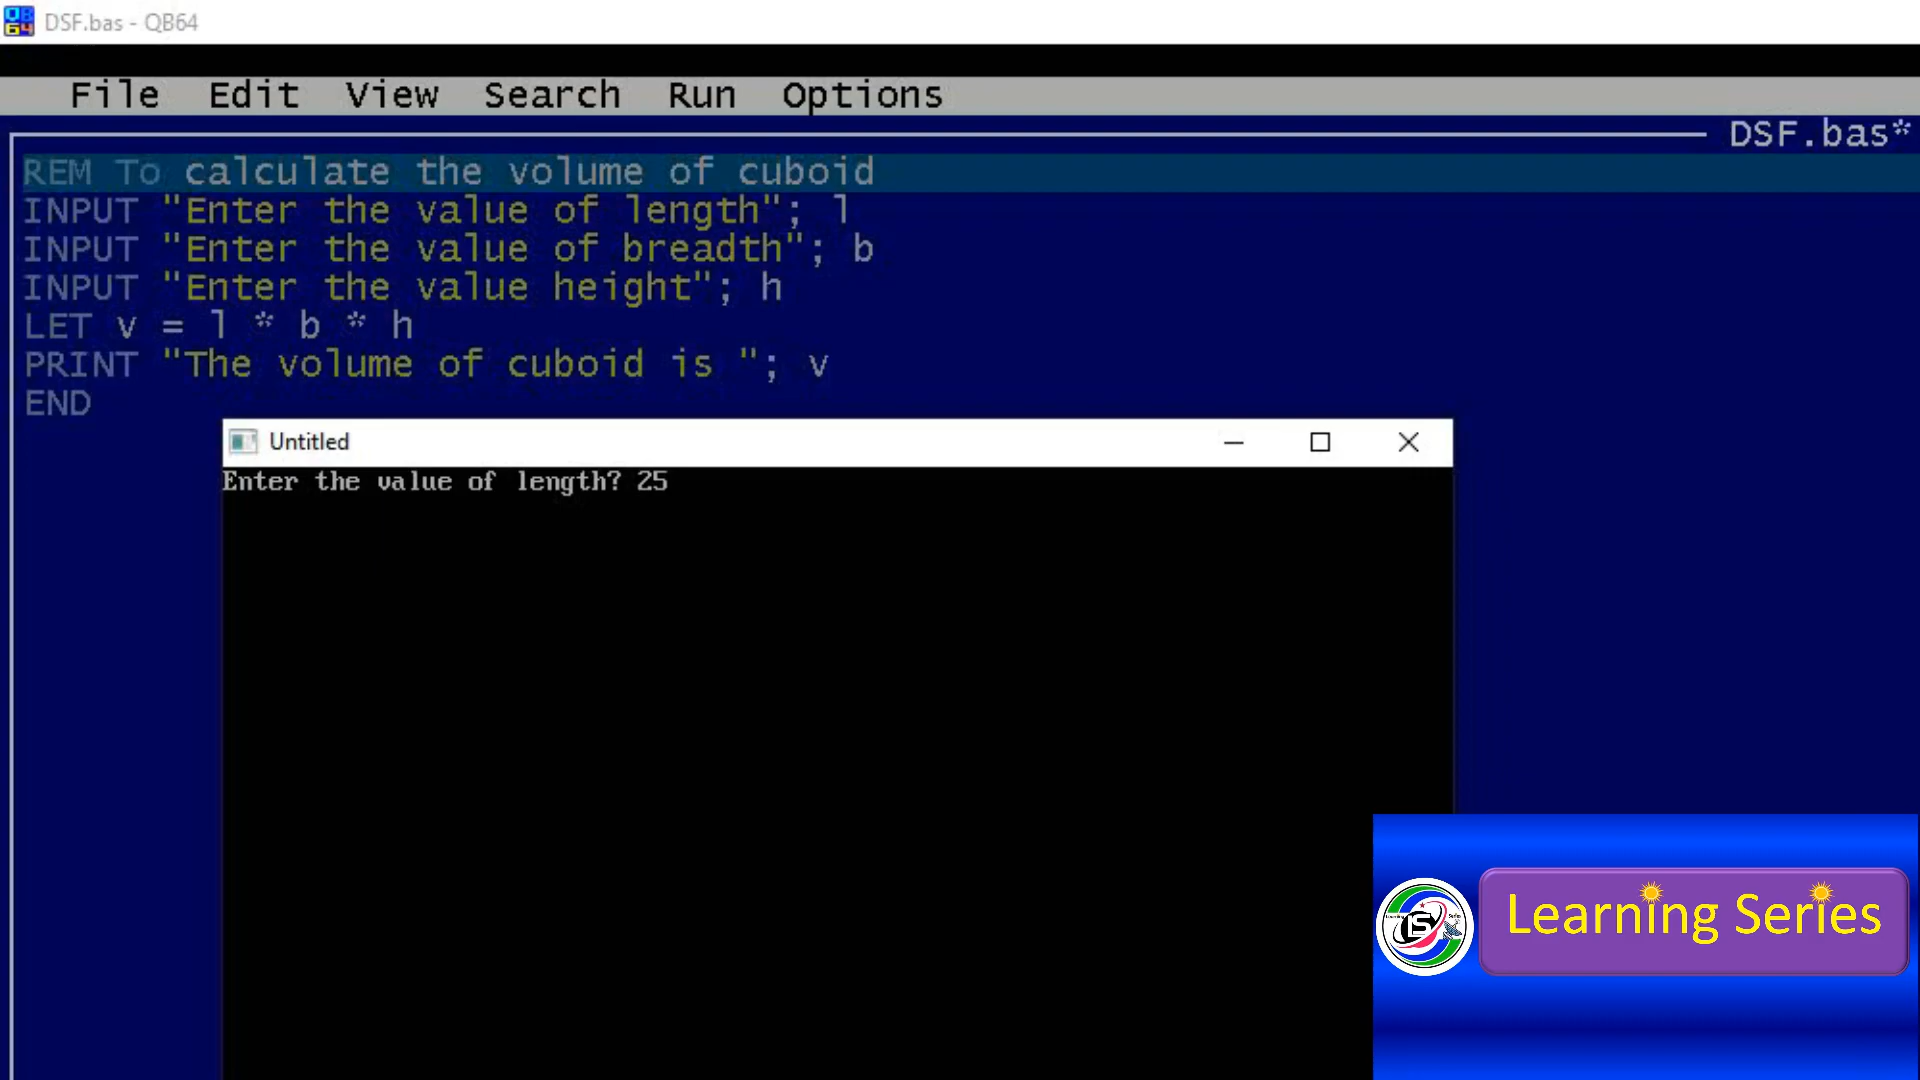 DSF.bas - QB64
File Edit View Search Run Options
DSF.bas*
REM To calculate the volume of cuboid
INPUT "Enter the value of length"; l
INPUT "Enter the value of breadth"; b
INPUT "Enter the value height"; h
LET v = l * b * h
PRINT "The volume of cuboid is "; v
END
Untitled
Enter the value of length? 25
LS
Learning Series